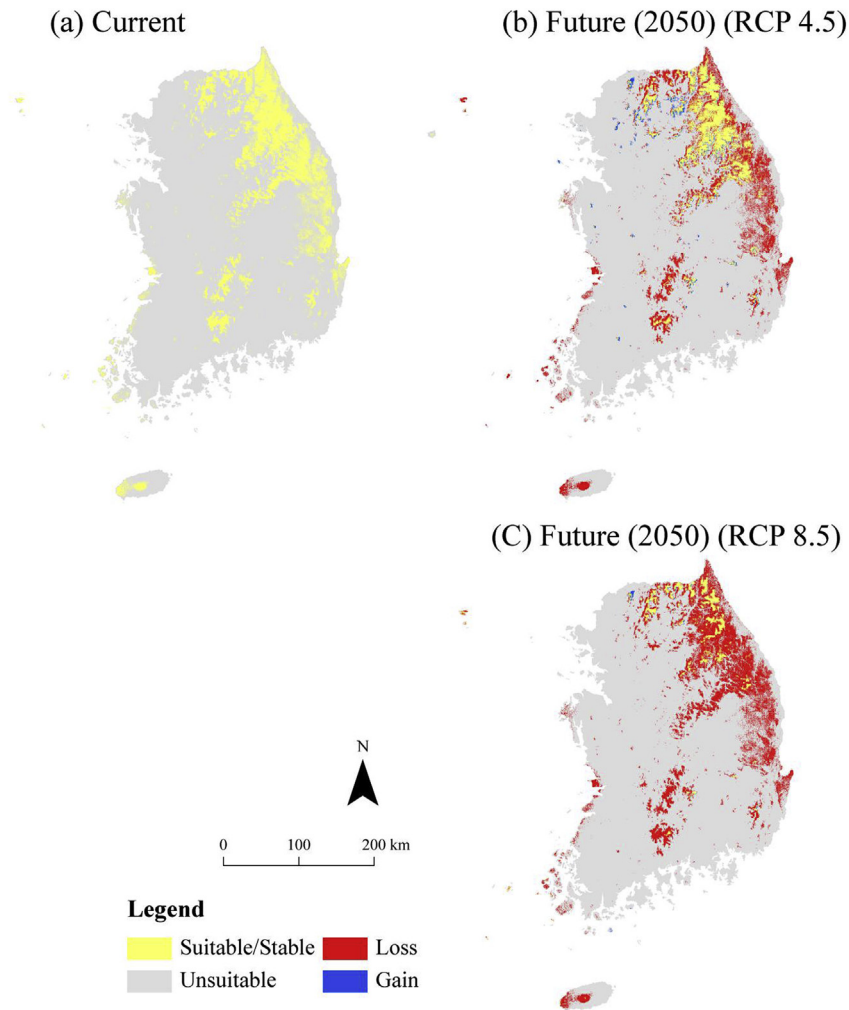 (a) Current
(b) Future (2050) (RCP 4.5)
(C) Future (2050) (RCP 8.5)
N
0 100 200 km
Legend
Suitable/Stable Loss
Unsuitable Gain